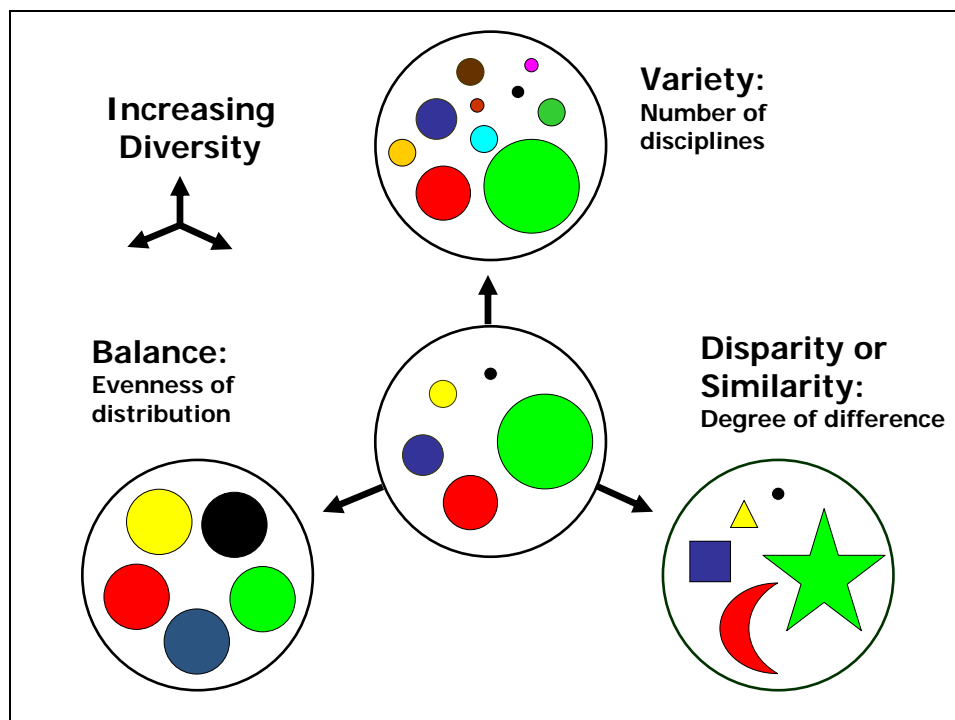 Increasing
Diversity
Variety:
Number of
disciplines
Balance:
Evenness of
distribution
Disparity or
Similarity:
Degree of difference